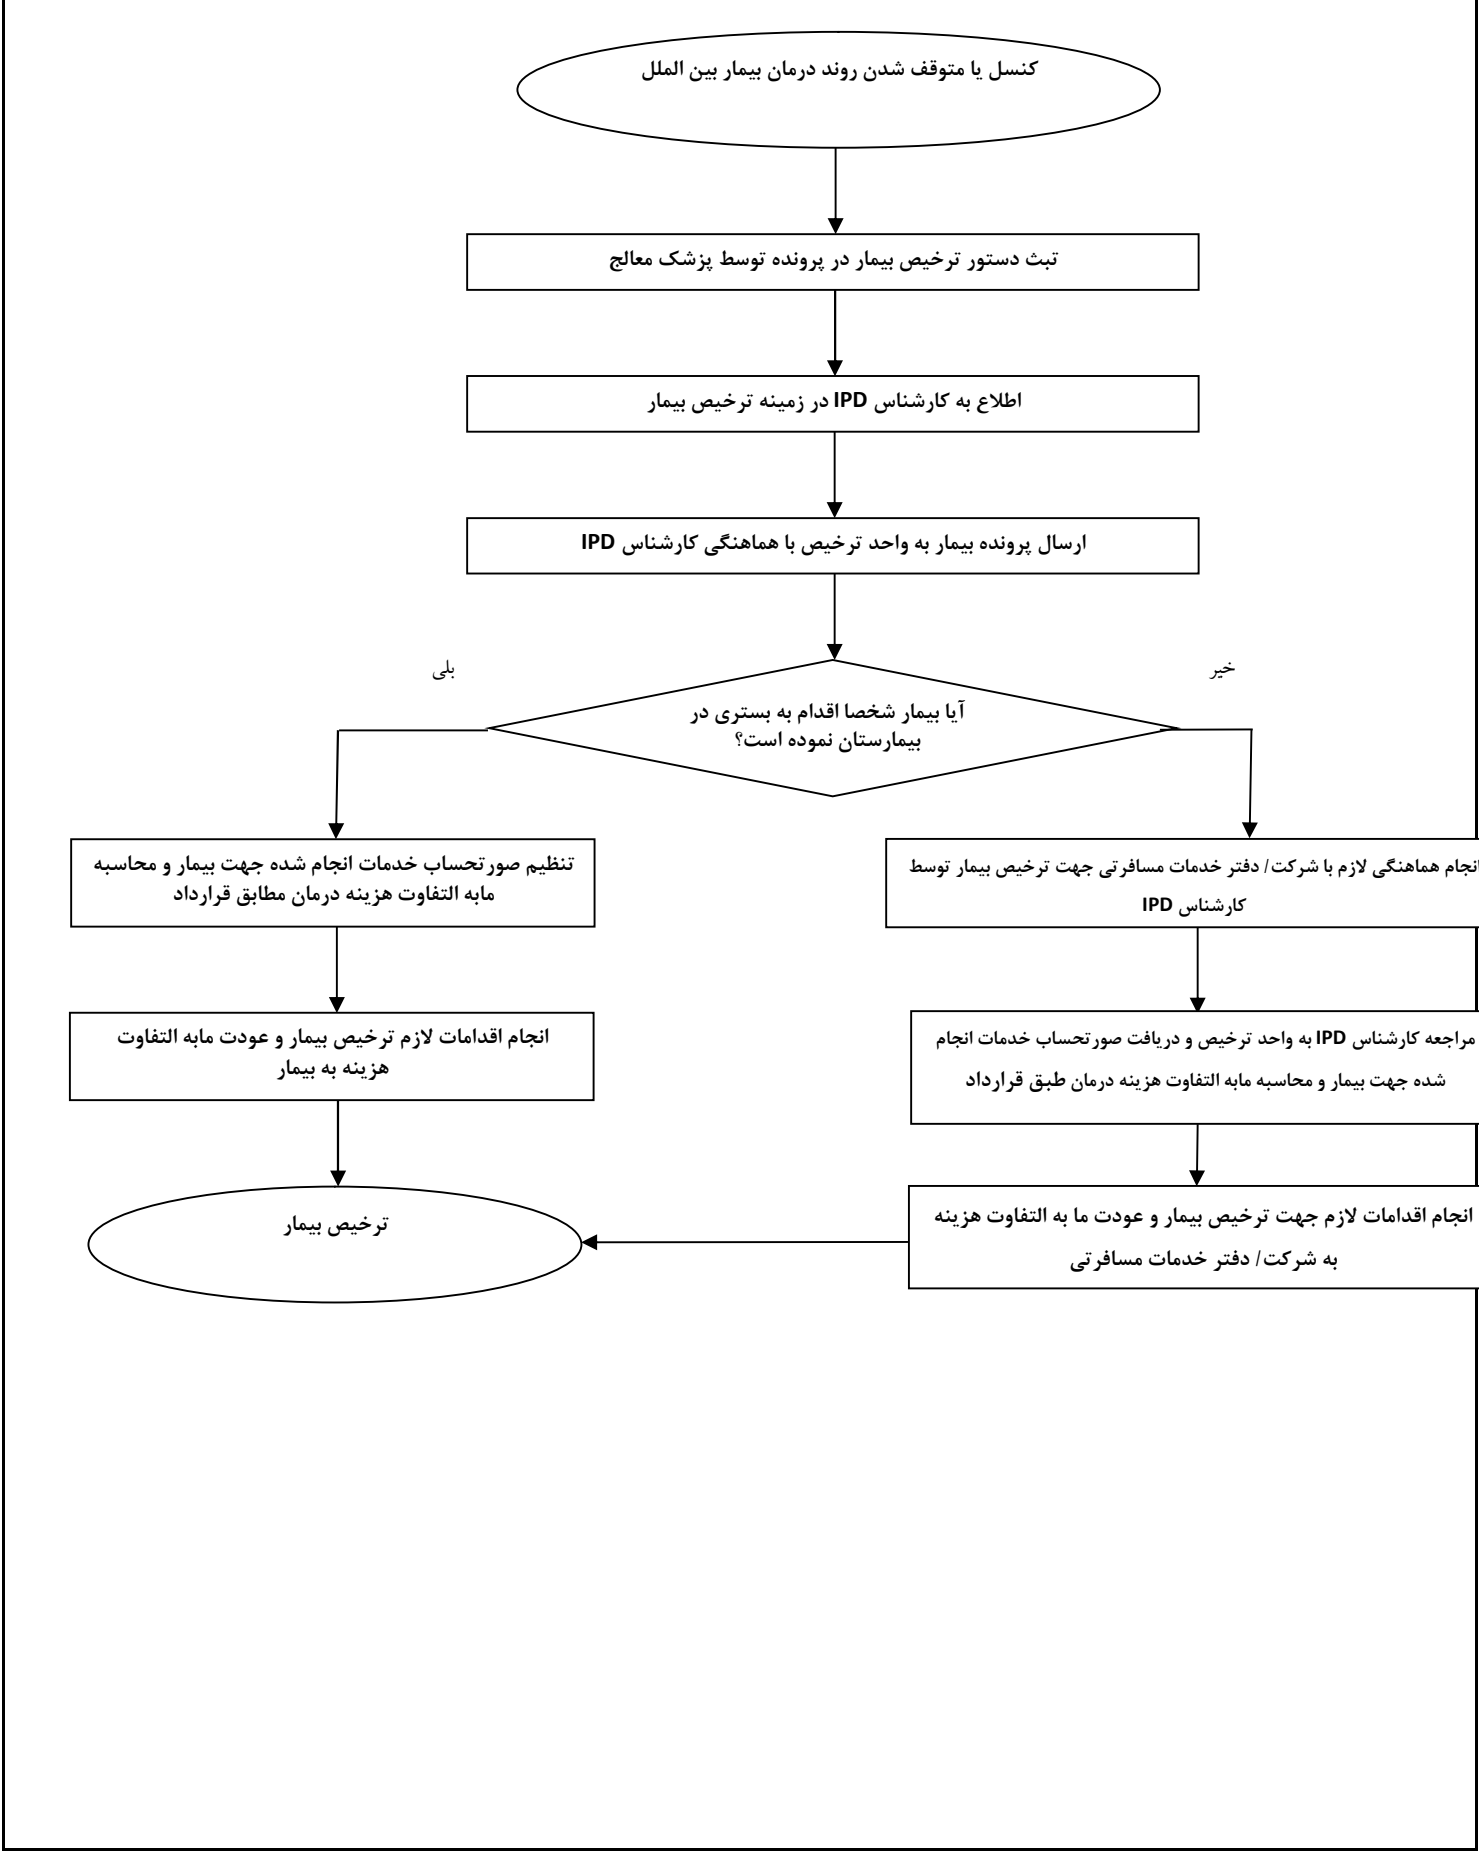 کنسل یا متوقف شدن روند درمان بیمار بین الملل
تبث دستور ترخیص بیمار در پرونده توسط پزشک معالج
اطلاع به کارشناس IPD در زمینه ترخیص بیمار
ارسال پرونده بیمار به واحد ترخیص با هماهنگی کارشناس IPD
خیر
بلی
آیا بیمار شخصا اقدام به بستری در
بیمارستان نموده است؟
انجام هماهنگی لازم با شرکت/ دفتر خدمات مسافرتی جهت ترخیص بیمار توسط
کارشناس IPD
مراجعه کارشناس IPD به واحد ترخیص و دریافت صورتحساب خدمات انجام
شده جهت بیمار و محاسبه مابه التفاوت هزینه درمان طبق قرارداد
انجام اقدامات لازم جهت ترخیص بیمار و عودت ما به التفاوت هزینه
به شرکت/ دفتر خدمات مسافرتی
تنظیم صورتحساب خدمات انجام شده جهت بیمار و محاسبه
مابه التفاوت هزینه درمان مطابق قرارداد
انجام اقدامات لازم ترخیص بیمار و عودت مابه التفاوت
هزینه به بیمار
ترخیص بیمار